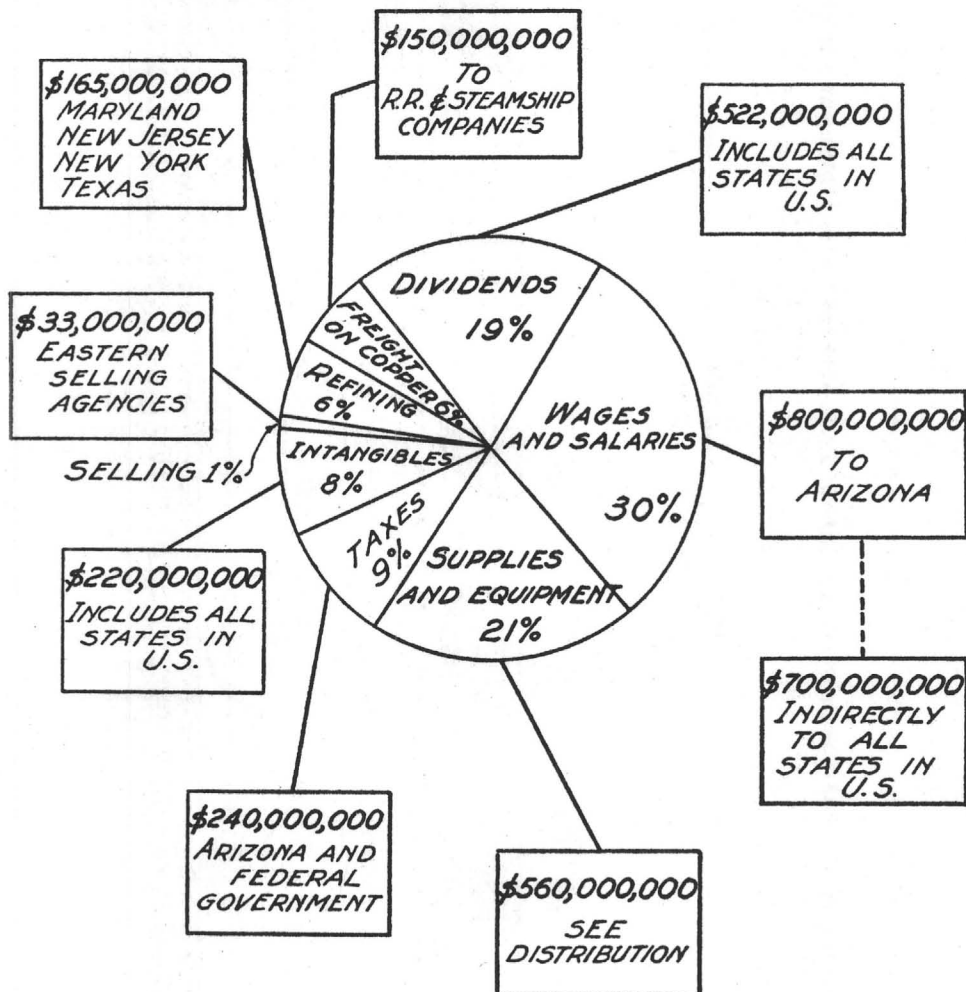 $150,000,000
TO
R.R. & STEAMSHIP
COMPANIES
$165,000,000
MARYLAND
NEW JERSEY
NEW YORK
TEXAS
$522,000,000
INCLUDES ALL
STATES IN
U.S.
DIVIDENDS
19%
FREIGHT
ON COPPER 6%
REFINING
6%
$33,000,000
EASTERN
SELLING
AGENCIES
SELLING 1%
INTANGIBLES
8%
WAGES
AND SALARIES
30%
$800,000,000
TO
ARIZONA
TAXES
9%
SUPPLIES
AND EQUIPMENT
21%
$220,000,000
INCLUDES ALL
STATES IN
U.S.
$700,000,000
INDIRECTLY
TO ALL
STATES IN
U.S.
$240,000,000
ARIZONA AND
FEDERAL
GOVERNMENT
$560,000,000
SEE
DISTRIBUTION